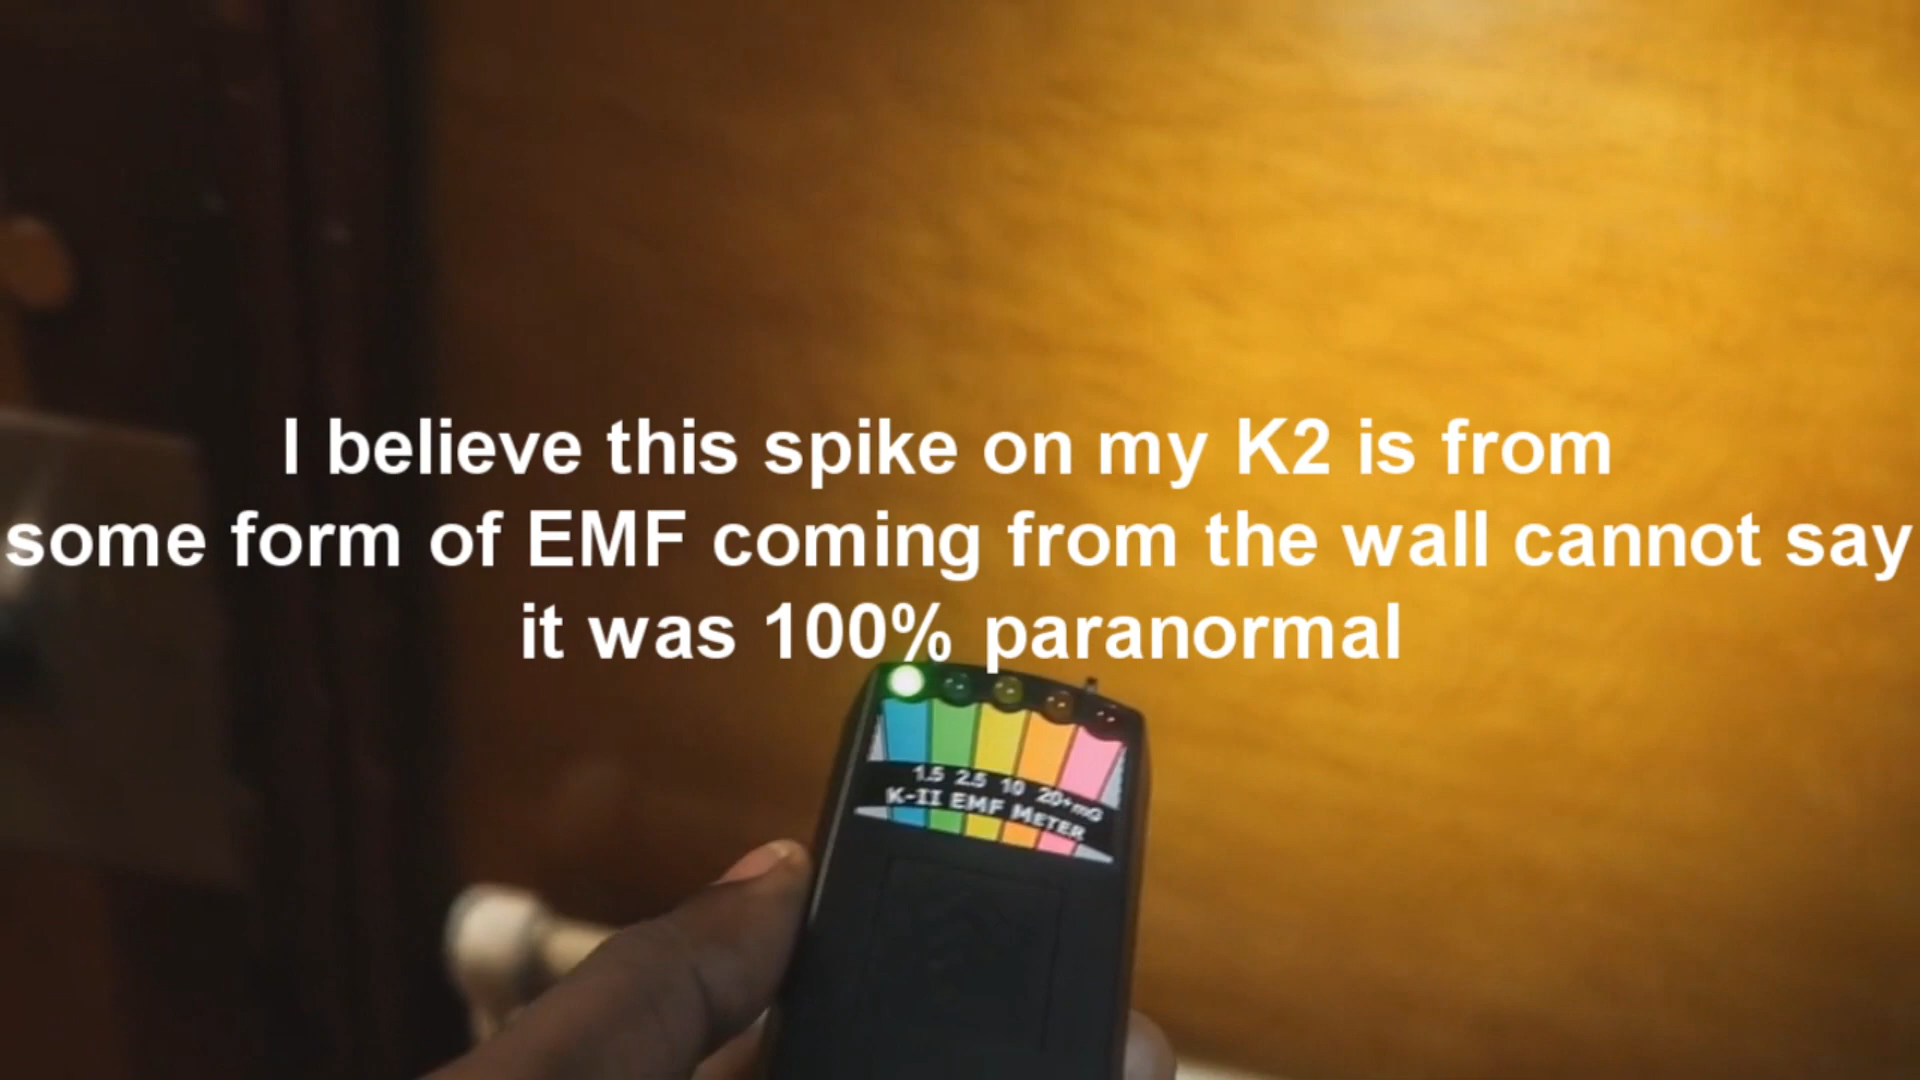 I believe this spike on my K2 is from
some form of EMF coming from the wall cannot say
it was 100% paranormal
1.5 2.5 10 20+ mG
K-II EMF METER